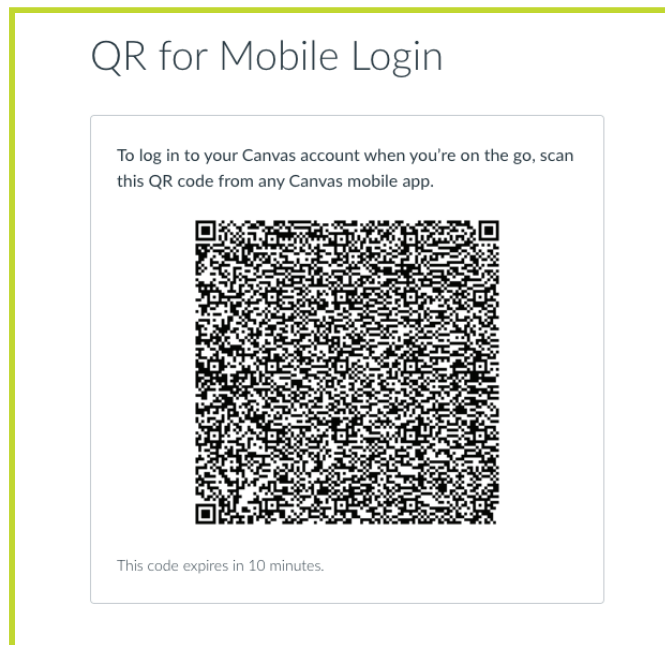 QR for Mobile Login
To log in to your Canvas account when you're on the go, scan
this QR code from any Canvas mobile app.
This code expires in 10 minutes.